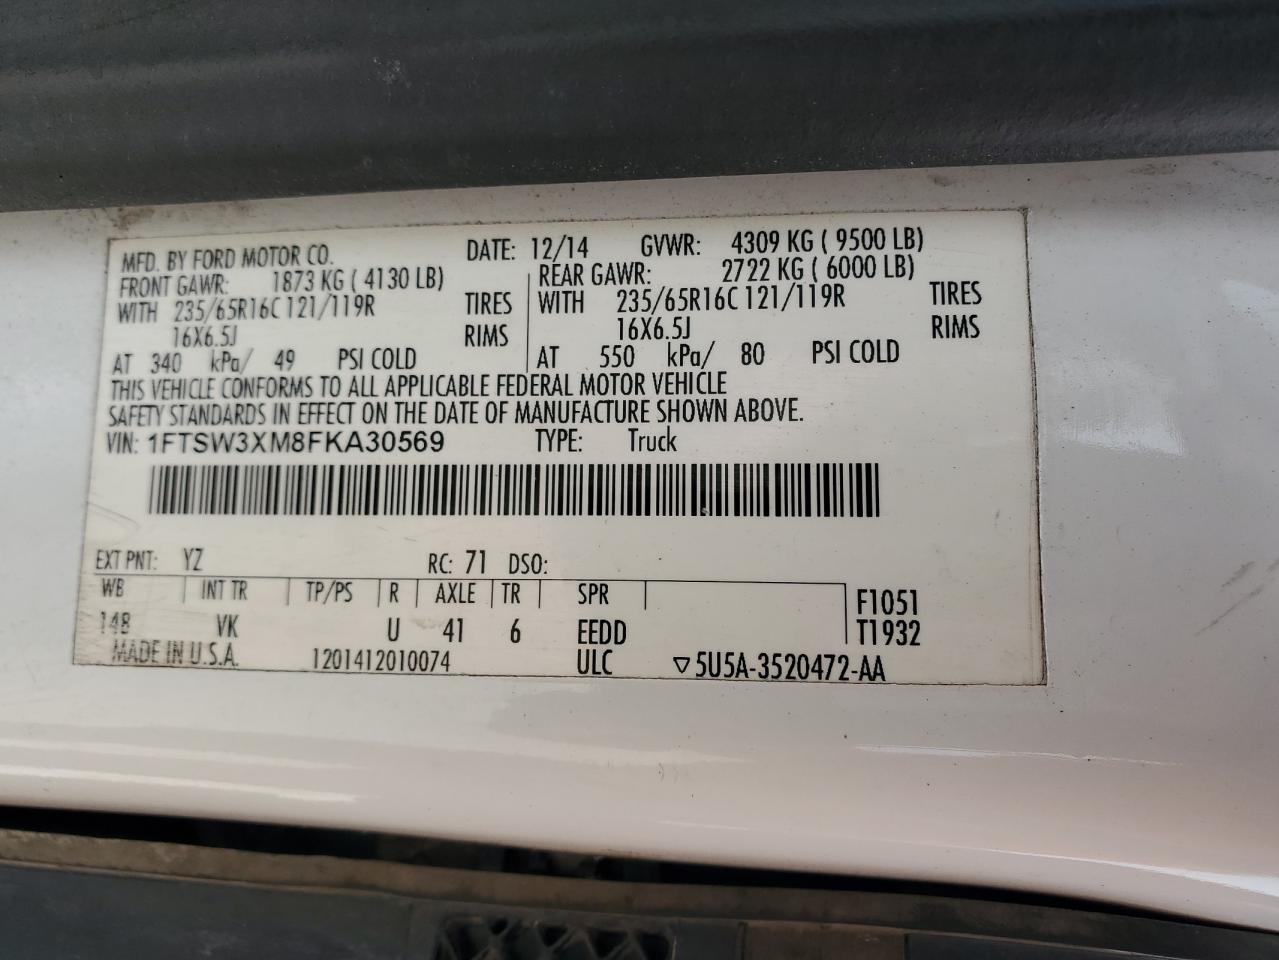 MFD. BY FORD MOTOR CO. DATE: 12/14 GVWR: 4309 KG ( 9500 LB)
FRONT GAWR: 1873 KG ( 4130 LB) REAR GAWR: 2722 KG ( 6000 LB)
WITH 235/65R16C 121/119R TIRES WITH 235/65R16C 121/119R TIRES
16X6.5J RIMS 16X6.5J RIMS
AT 340 kPa/ 49 PSI COLD AT 550 kPa/ 80 PSI COLD
THIS VEHICLE CONFORMS TO ALL APPLICABLE FEDERAL MOTOR VEHICLE
SAFETY STANDARDS IN EFFECT ON THE DATE OF MANUFACTURE SHOWN ABOVE.
VIN: 1FTSW3XM8FKA30569 TYPE: Truck
EXT PNT: YZ RC: 71 DSO:
WB INT TR TP/PS R AXLE TR SPR F1051
148 VK U 41 6 EEDD T1932
MADE IN U.S.A. 1201412010074 ULC ▽5U5A-3520472-AA